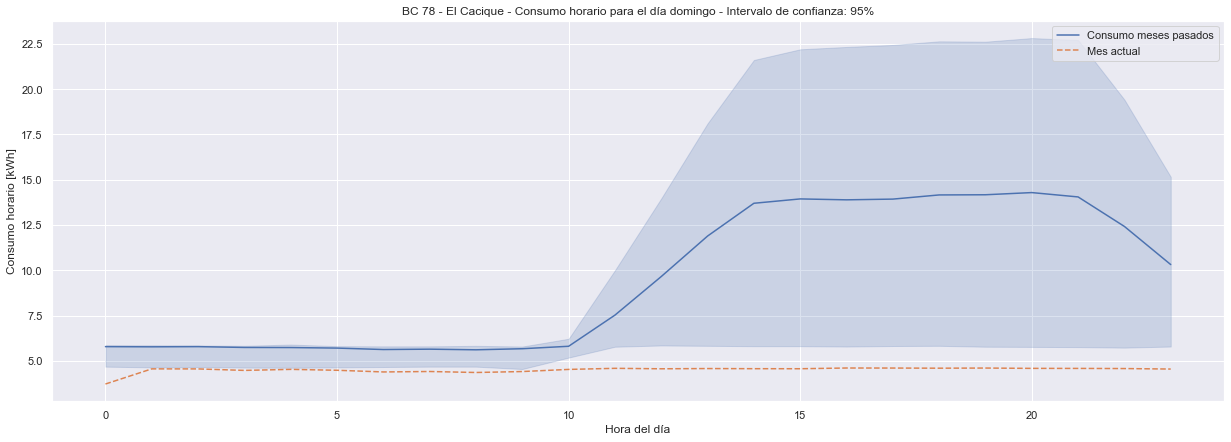 BC 78 - El Cacique - Consumo horario para el día domingo - Intervalo de confianza: 95%
Consumo meses pasados
Mes actual
Consumo horario [kWh]
22.5
20.0
17.5
15.0
12.5
10.0
7.5
5.0
0 5 10 15 20
Hora del día